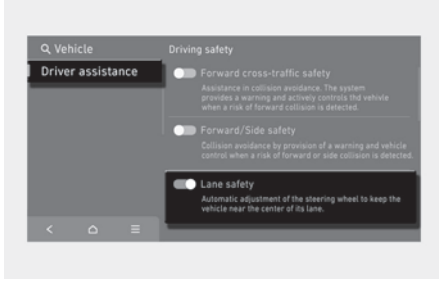 Vehicle
Driving safety
Driver assistance
Forward cross-traffic safety
Assistance in collision avoidance. The system
provides a warning and actively controls thd vehivle
when a risk of forward collision is detected.
Forward/Side safety
Collision avoidance by provision of a warning and vehicle
control when a risk of forward or side collision is detected.
Lane safety
Automatic adjustment of the steering wheel to keep the
vehicle near the center of its lane.